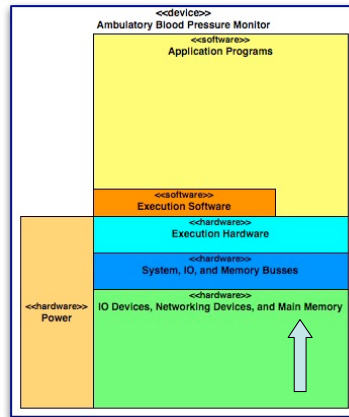 <<device>>
Ambulatory Blood Pressure Monitor
<<software>>
Application Programs
<<software>>
Execution Software
<<hardware>>
Execution Hardware
<<hardware>>
System, IO, and Memory Busses
<<hardware>>
IO Devices, Networking Devices, and Main Memory
<<hardware>>
Power